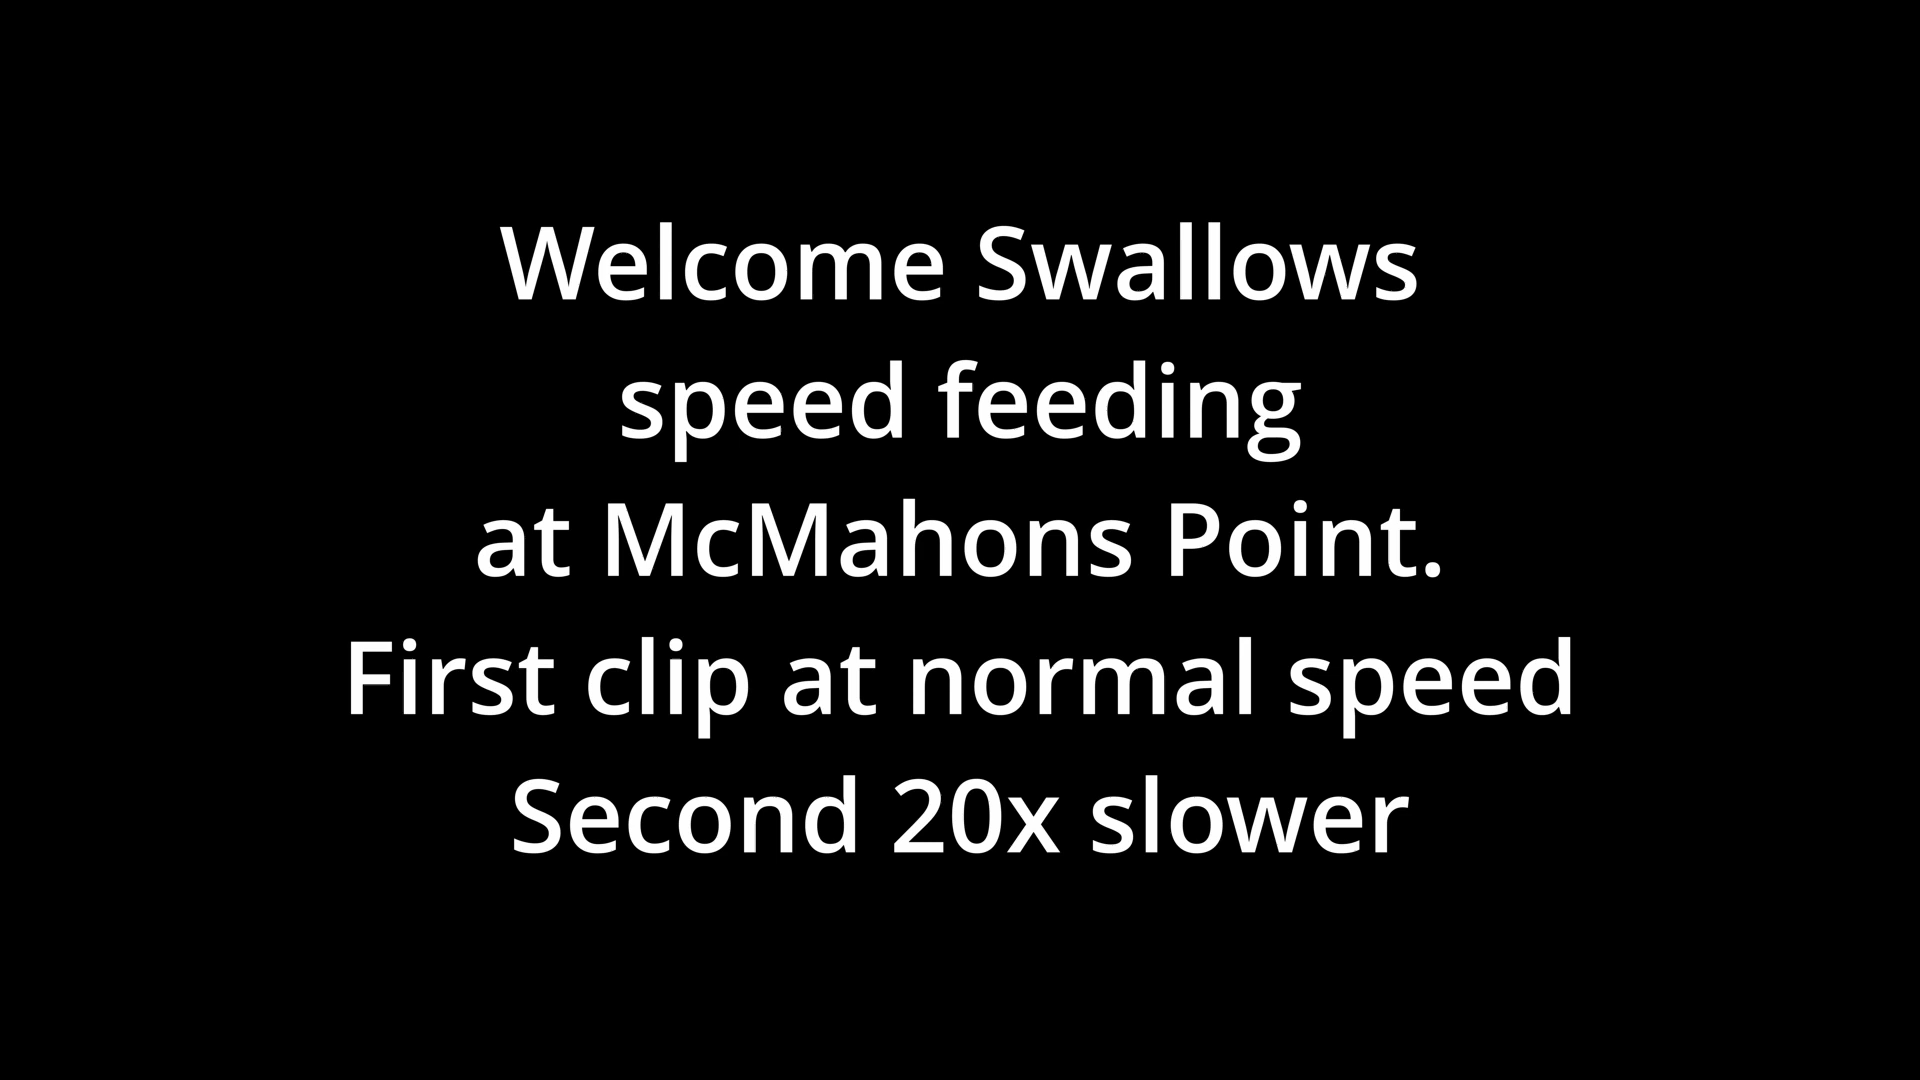 Welcome Swallows
speed feeding
at McMahons Point.
First clip at normal speed
Second 20x slower